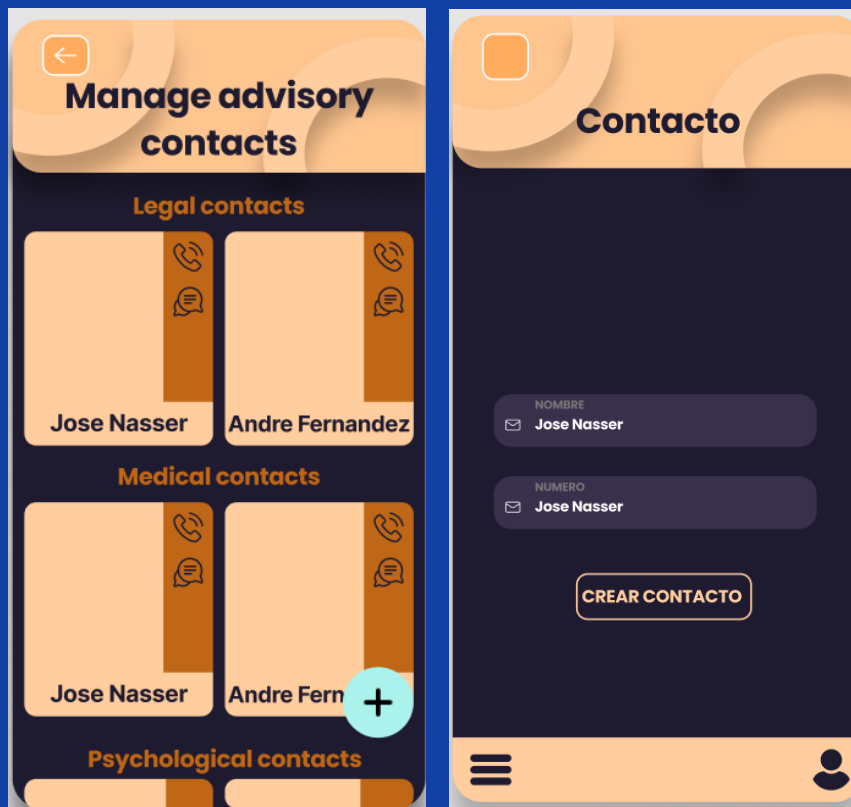 Manage advisory
contacts
Legal contacts
Jose Nasser
Andre Fernandez
Medical contacts
Jose Nasser
Andre Fern
Psychological contacts
Contacto
NOMBRE
Jose Nasser
NUMERO
Jose Nasser
CREAR CONTACTO